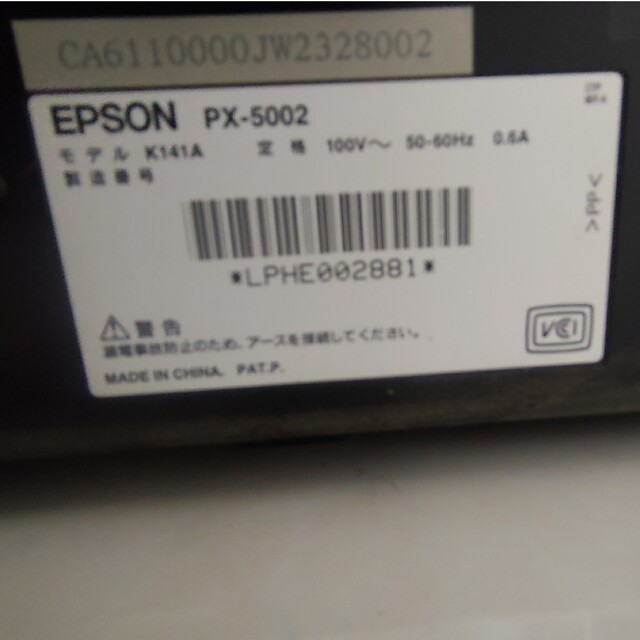 CA6110000JW2328002
EPSON PX-5002
モデル K141A 定格 100V～ 50-60Hz 0.6A
製造番号
*LPHE002881*
警告
漏電事故防止のため、アースを接続してください。
MADE IN CHINA. PAT.P.
VCCI